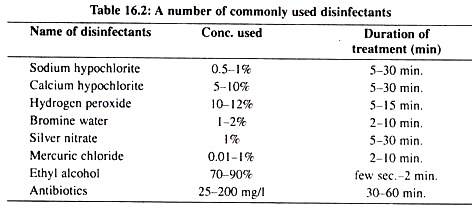 Table 16.2: A number of commonly used disinfectants
Name of disinfectants Conc. used Duration of
treatment (min)
Sodium hypochlorite 0.5–1% 5–30 min.
Calcium hypochlorite 5–10% 5–30 min.
Hydrogen peroxide 10–12% 5–15 min.
Bromine water 1–2% 2–10 min.
Silver nitrate 1% 5–30 min.
Mercuric chloride 0.01–1% 2–10 min.
Ethyl alcohol 70–90% few sec.–2 min.
Antibiotics 25–200 mg/l 30–60 min.